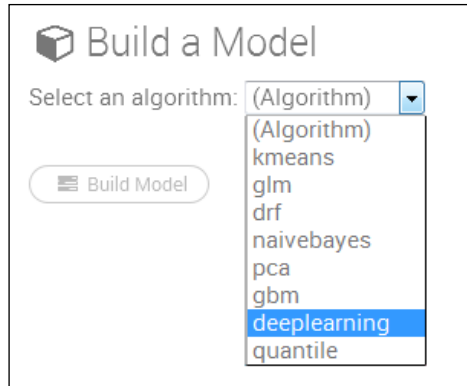 Build a Model
Select an algorithm: (Algorithm)
(Algorithm)
kmeans
glm
drf
naivebayes
pca
gbm
deeplearning
quantile
Build Model